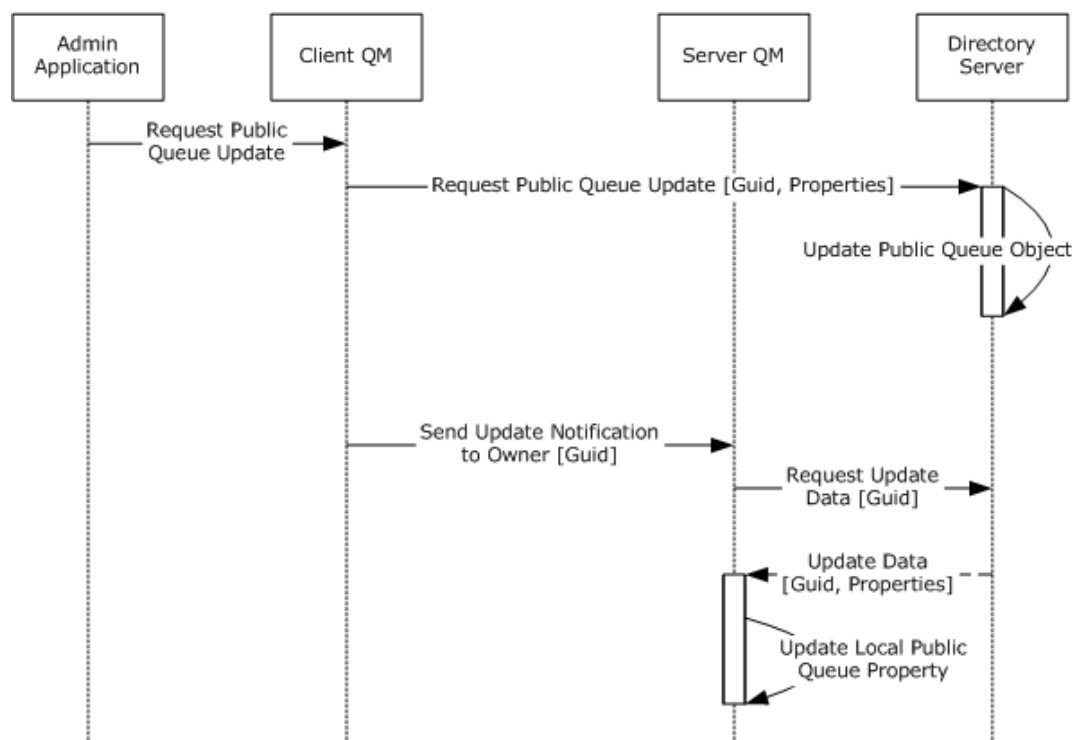 Admin
Application
Client QM
Server QM
Directory
Server
Request Public
Queue Update
Request Public Queue Update [Guid, Properties]
Update Public Queue Object
Send Update Notification
to Owner [Guid]
Request Update
Data [Guid]
Update Data
[Guid, Properties]
Update Local Public
Queue Property